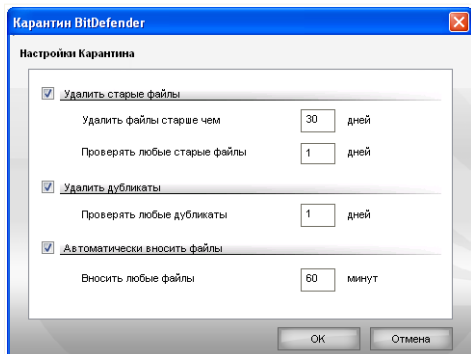 Карантин BitDefender
Настройки Карантина
Удалить старые файлы
Удалить файлы старше чем 30 дней
Проверять любые старые файлы 1 дней
Удалить дубликаты
Проверять любые дубликаты 1 дней
Автоматически вносить файлы
Вносить любые файлы 60 минут
OK Отмена